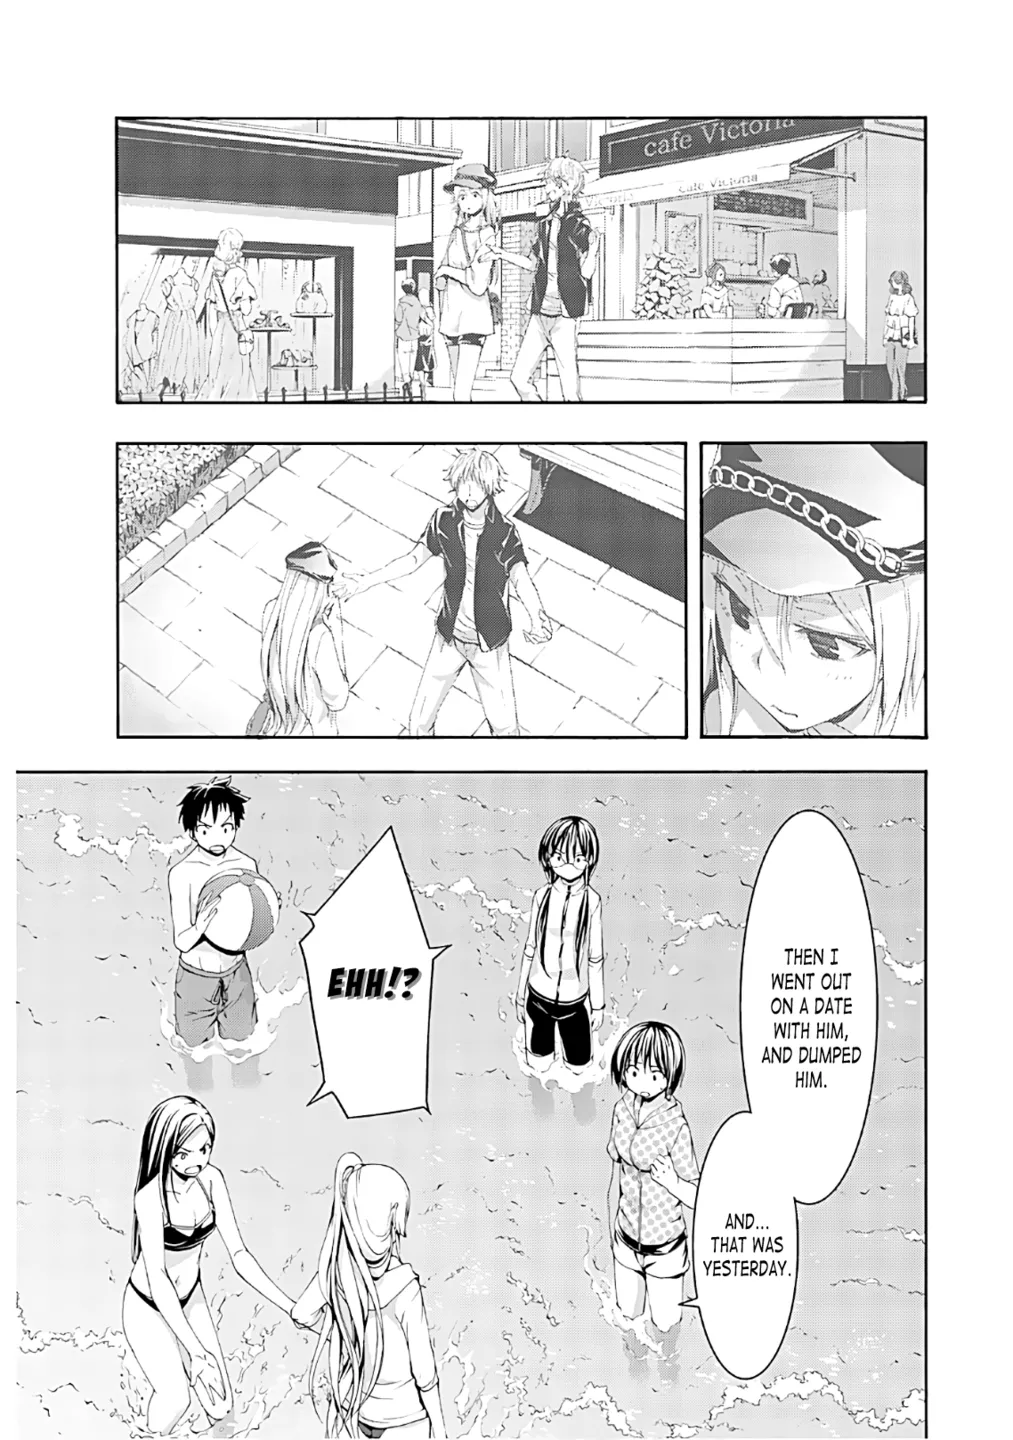 cafe Victoria
Cafe Victoria
Victoria
THEN I
WENT OUT
ON A DATE
WITH HIM,
AND DUMPED
HIM.
AND...
THAT WAS
YESTERDAY.
EHH!?